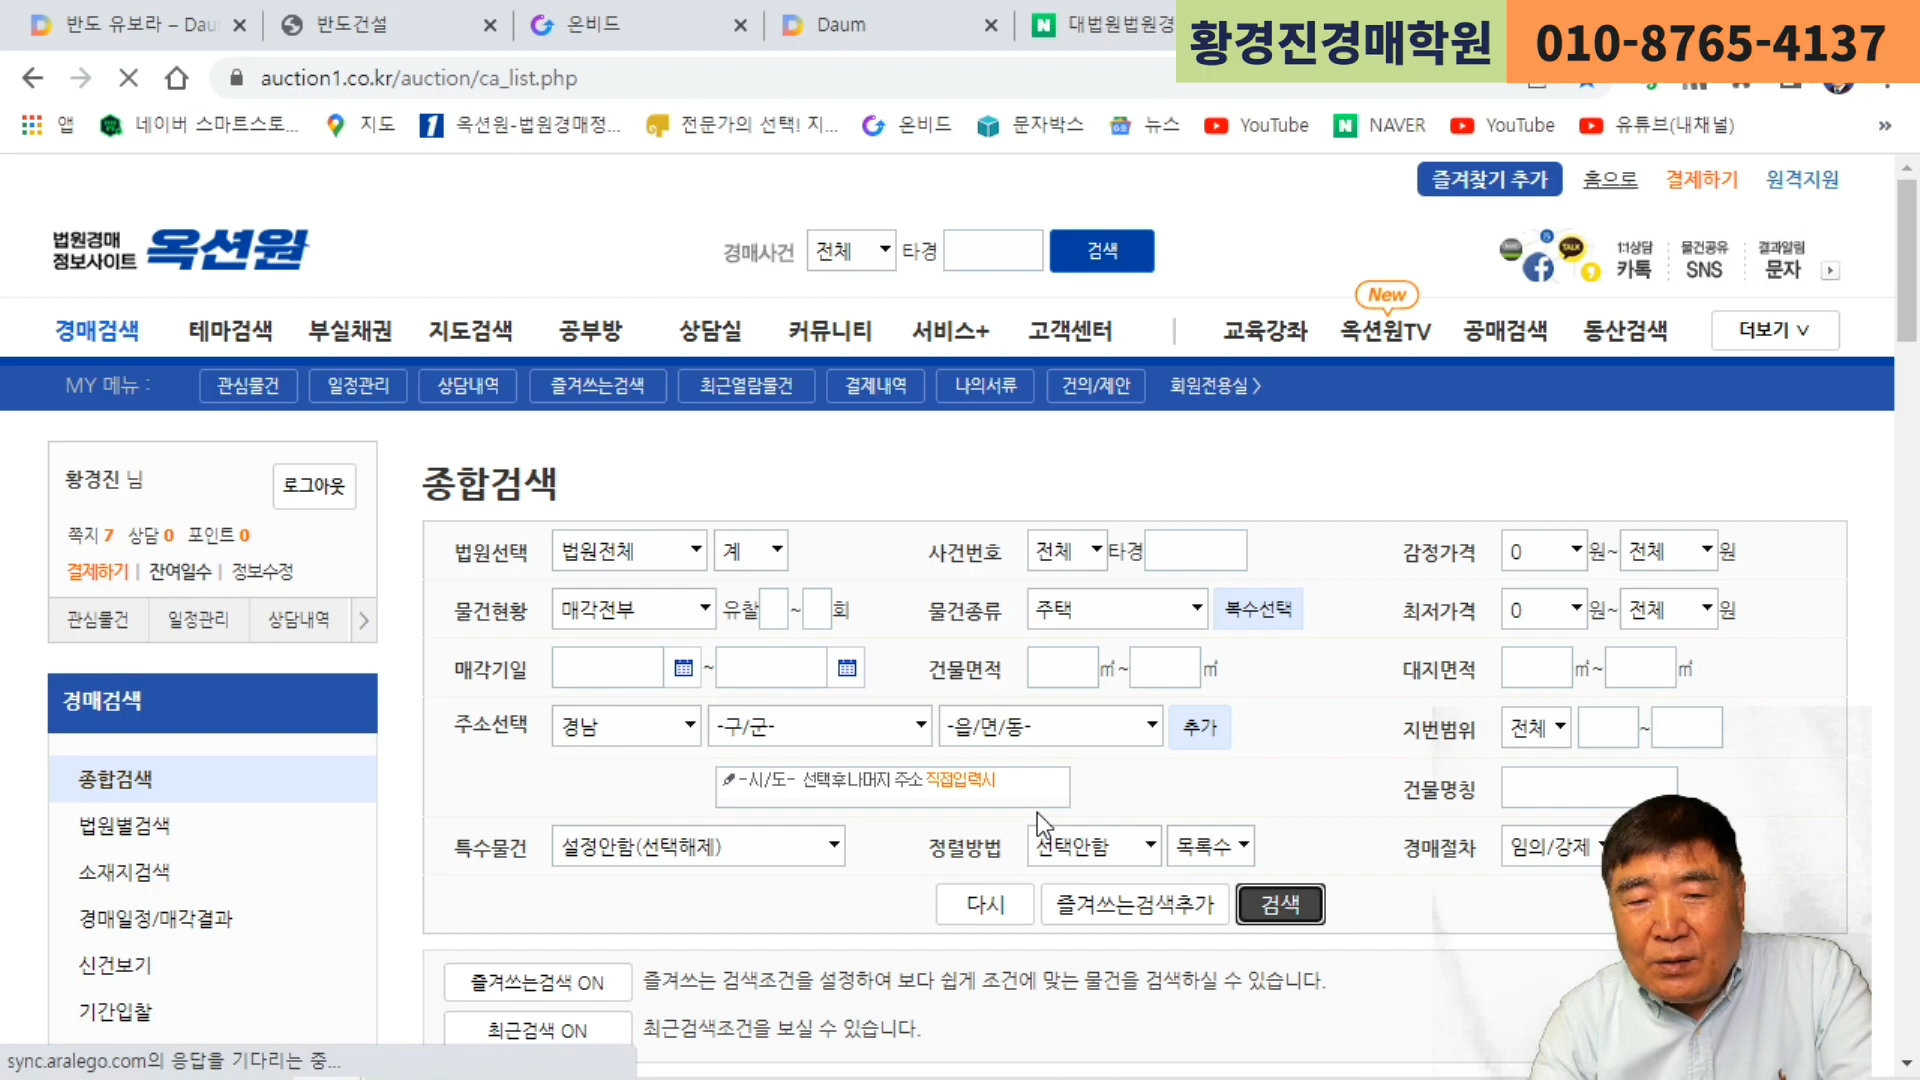 반도 유보라 – Dau
반도건설
온비드
Daum
대법원법원경
황경진경매학원
010-8765-4137
auction1.co.kr/auction/ca_list.php
앱
네이버 스마트스토...
지도
옥션원-법원경매정...
전문가의 선택! 지...
온비드
문자박스
뉴스
YouTube
NAVER
YouTube
유튜브(내채널)
»
즐겨찾기 추가
홈으로
결제하기
원격지원
법원경매
정보사이트 옥션원
경매사건 전체 타경 검색
TALK
1:1상담
카톡
물건공유
SNS
결과알림
문자
New
경매검색 테마검색 부실채권 지도검색 공부방 상담실 커뮤니티 서비스+ 고객센터 | 교육강좌 옥션원TV 공매검색 동산검색 더보기 ∨
MY 메뉴 : 관심물건 일정관리 상담내역 즐겨쓰는검색 최근열람물건 결제내역 나의서류 건의/제안 회원전용실 >
황경진 님
로그아웃
쪽지 7 상담 0 포인트 0
결제하기 | 잔여일수 | 정보수정
관심물건 일정관리 상담내역 >
경매검색
종합검색
법원별검색
소재지검색
경매일정/매각결과
신건보기
기간입찰
종합검색
법원선택 법원전체 계 사건번호 전체 타경 감정가격 0 원~ 전체 원
물건현황 매각전부 유찰 ~ 회 물건종류 주택 복수선택 최저가격 0 원~ 전체 원
매각기일 ~ 건물면적 ㎡~ ㎡ 대지면적 ㎡~ ㎡
주소선택 경남 -구/군- -읍/면/동- 추가 지번범위 전체 ~
-시/도- 선택후나머지 주소 직접입력시 건물명칭
특수물건 설정안함(선택해제) 정렬방법 선택안함 목록수 경매절차 임의/강제
다시 즐겨쓰는검색추가 검색
즐겨쓰는검색 ON 즐겨쓰는 검색조건을 설정하여 보다 쉽게 조건에 맞는 물건을 검색하실 수 있습니다.
최근검색 ON 최근검색조건을 보실 수 있습니다.
sync.aralego.com의 응답을 기다리는 중...